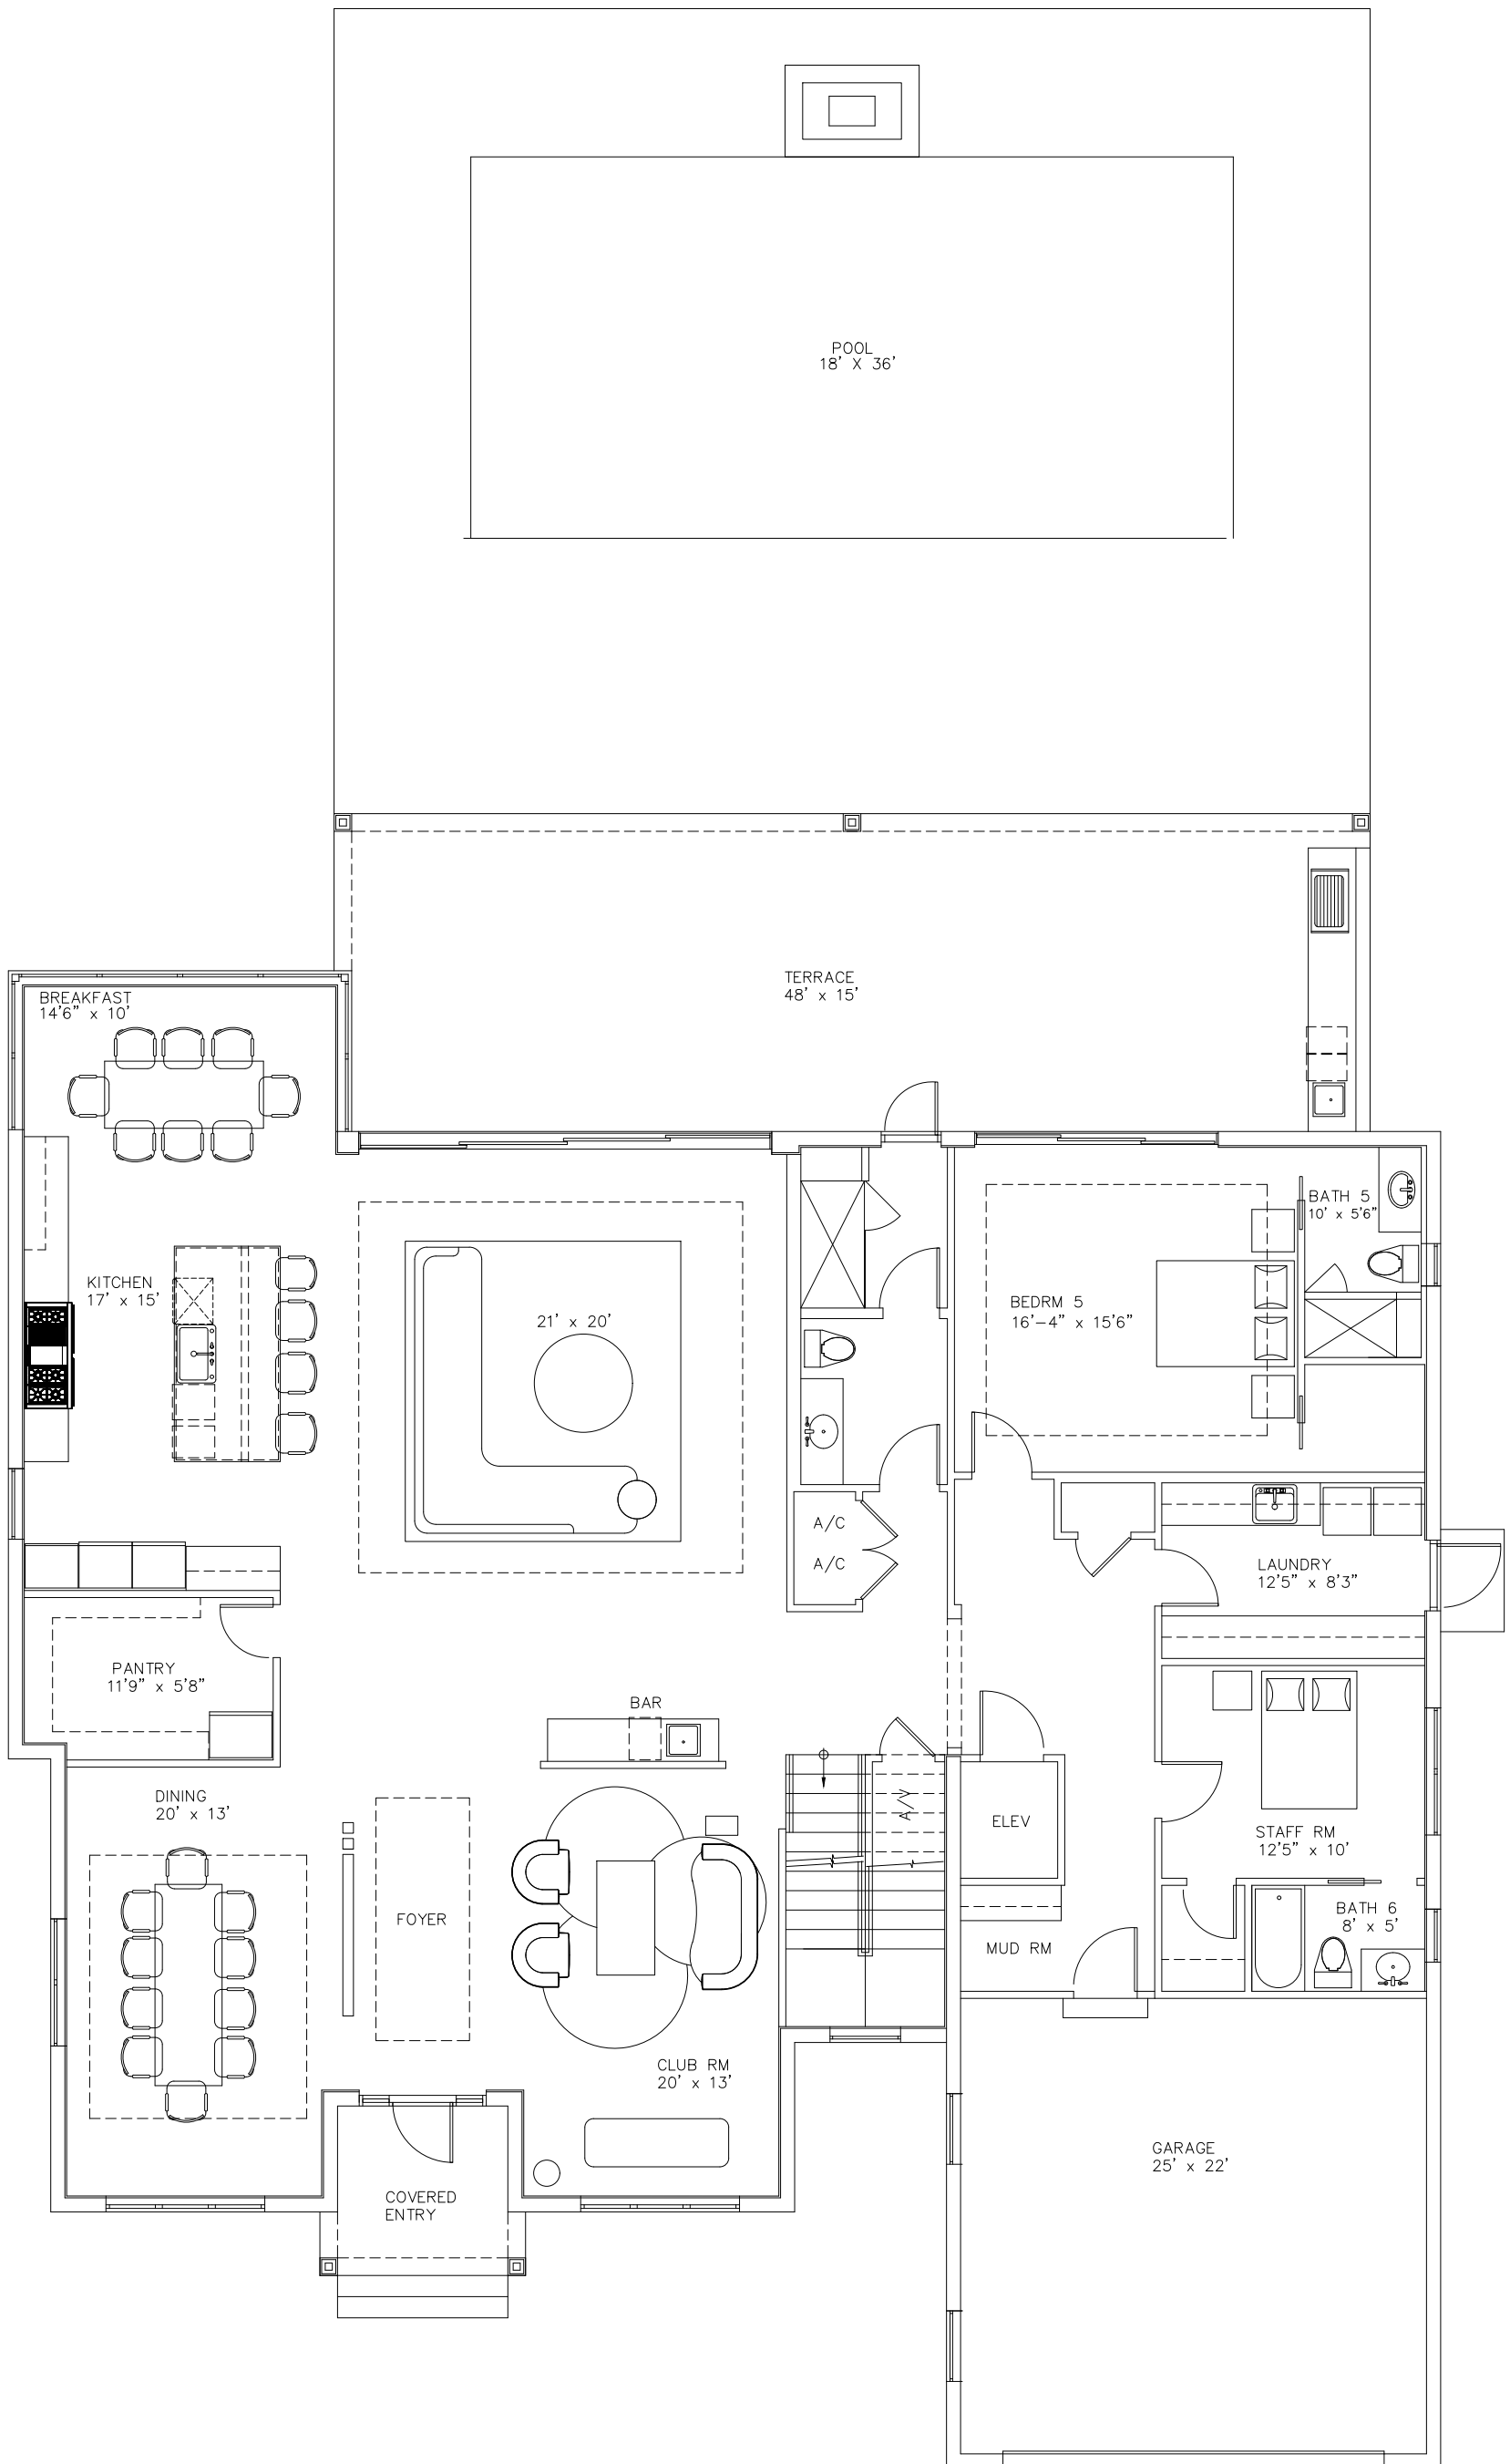 POOL
18' X 36'
TERRACE
48' x 15'
BREAKFAST
14'6" x 10'
BATH 5
10' x 5'6"
KITCHEN
17' x 15'
21' x 20'
BEDRM 5
16'-4" x 15'6"
A/C
A/C
LAUNDRY
12'5" x 8'3"
PANTRY
11'9" x 5'8"
BAR
DINING
20' x 13'
A/V
ELEV
STAFF RM
12'5" x 10'
FOYER
BATH 6
8' x 5'
MUD RM
CLUB RM
20' x 13'
GARAGE
25' x 22'
COVERED
ENTRY